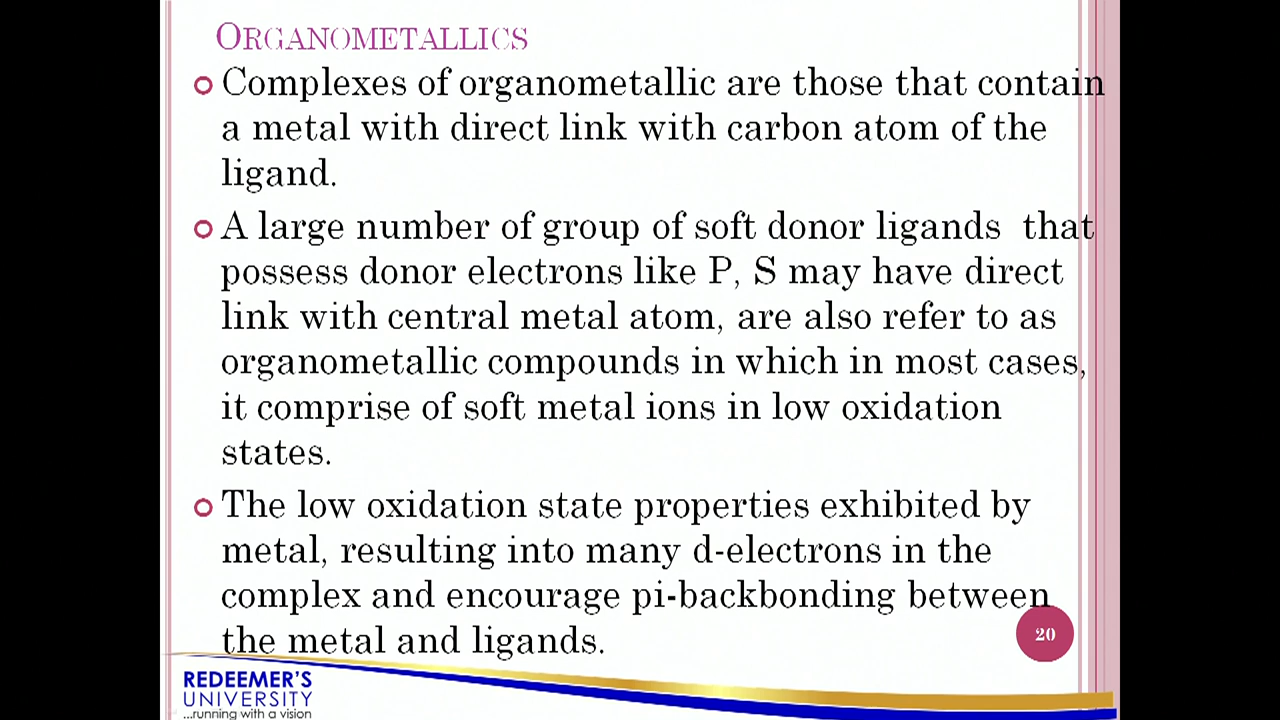 ORGANOMETALLICS
Complexes of organometallic are those that contain
a metal with direct link with carbon atom of the
ligand.
A large number of group of soft donor ligands that
possess donor electrons like P, S may have direct
link with central metal atom, are also refer to as
organometallic compounds in which in most cases,
it comprise of soft metal ions in low oxidation
states.
The low oxidation state properties exhibited by
metal, resulting into many d-electrons in the
complex and encourage pi-backbonding between
the metal and ligands.
20
REDEEMER'S
UNIVERSITY
...running with a vision